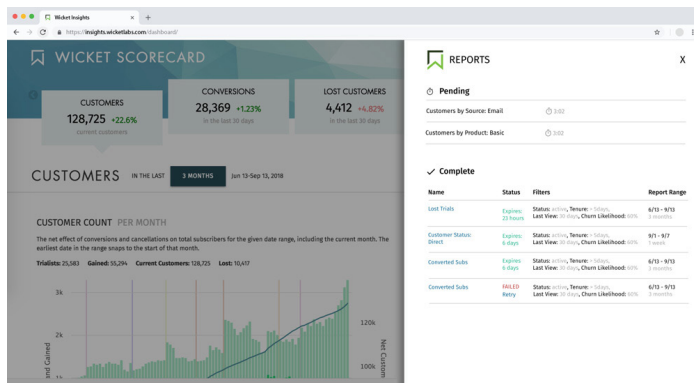 Wicket Insights
https://insights.wicketlabs.com/dashboard/
WICKET SCORECARD
CUSTOMERS
128,725 +22.6%
current customers
CONVERSIONS
28,369 +1.23%
in the last 30 days
LOST CUSTOMERS
4,412 +4.82%
in the last 30 days
CUSTOMERS IN THE LAST 3 MONTHS Jun 13-Sep 13, 2018
CUSTOMER COUNT PER MONTH
The net effect of conversions and cancellations on total subscribers for the given date range, including the current month. The
earliest date in the range snaps to the start of that month.
Trialists: 25,583 Gained: 55,294 Current Customers: 128,725 Lost: 10,417
3k
2k
120k
100k
and Gained
Net Custom
REPORTS X
Pending
Customers by Source: Email 3:02
Customers by Product: Basic 3:02
Complete
Name Status Filters Report Range
Lost Trials Expires: 23 hours Status: active, Tenure: > 5days, Last View: 30 days, Churn Likelihood: 60% 6/13 - 9/13 3 months
Customer Status: Direct Expires: 6 days Status: active, Tenure: > 5days, Last View: 30 days, Churn Likelihood: 60% 9/1 - 9/7 1 week
Converted Subs Expires: 6 days Status: active, Tenure: > 5days, Last View: 30 days, Churn Likelihood: 60% 6/13 - 9/13 3 months
Converted Subs FAILED Retry Status: active, Tenure: > 5days, Last View: 30 days, Churn Likelihood: 60% 6/13 - 9/13 3 months